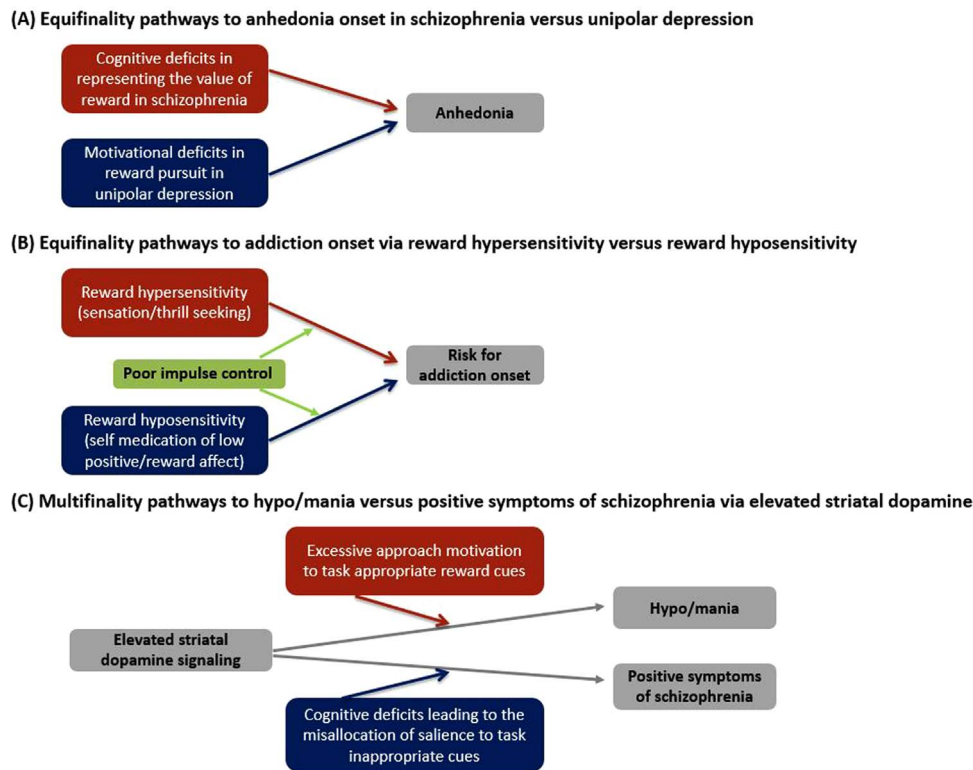 (A) Equifinality pathways to anhedonia onset in schizophrenia versus unipolar depression
Cognitive deficits in
representing the value of
reward in schizophrenia
Anhedonia
Motivational deficits in
reward pursuit in
unipolar depression
(B) Equifinality pathways to addiction onset via reward hypersensitivity versus reward hyposensitivity
Reward hypersensitivity
(sensation/thrill seeking)
Poor impulse control
Risk for
addiction onset
Reward hyposensitivity
(self medication of low
positive/reward affect)
(C) Multifinality pathways to hypo/mania versus positive symptoms of schizophrenia via elevated striatal dopamine
Excessive approach motivation
to task appropriate reward cues
Hypo/mania
Elevated striatal
dopamine signaling
Positive symptoms
of schizophrenia
Cognitive deficits leading to the
misallocation of salience to task
inappropriate cues